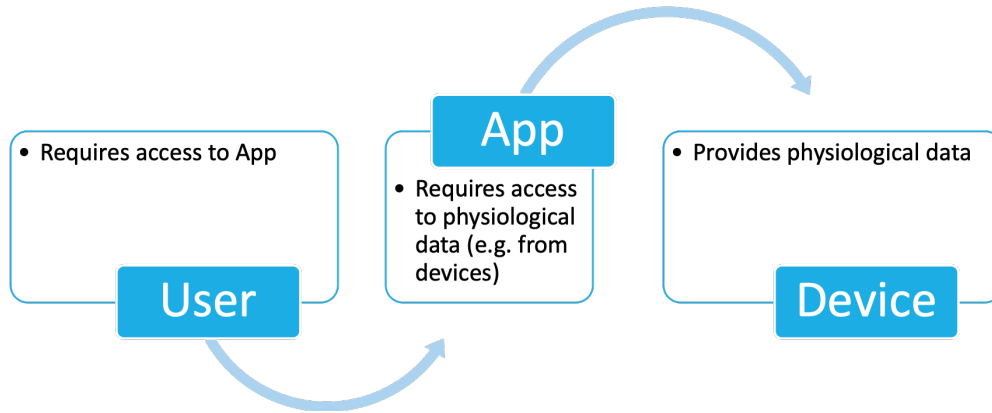 • Requires access to App
User
App
• Requires access
to physiological
data (e.g. from
devices)
• Provides physiological data
Device